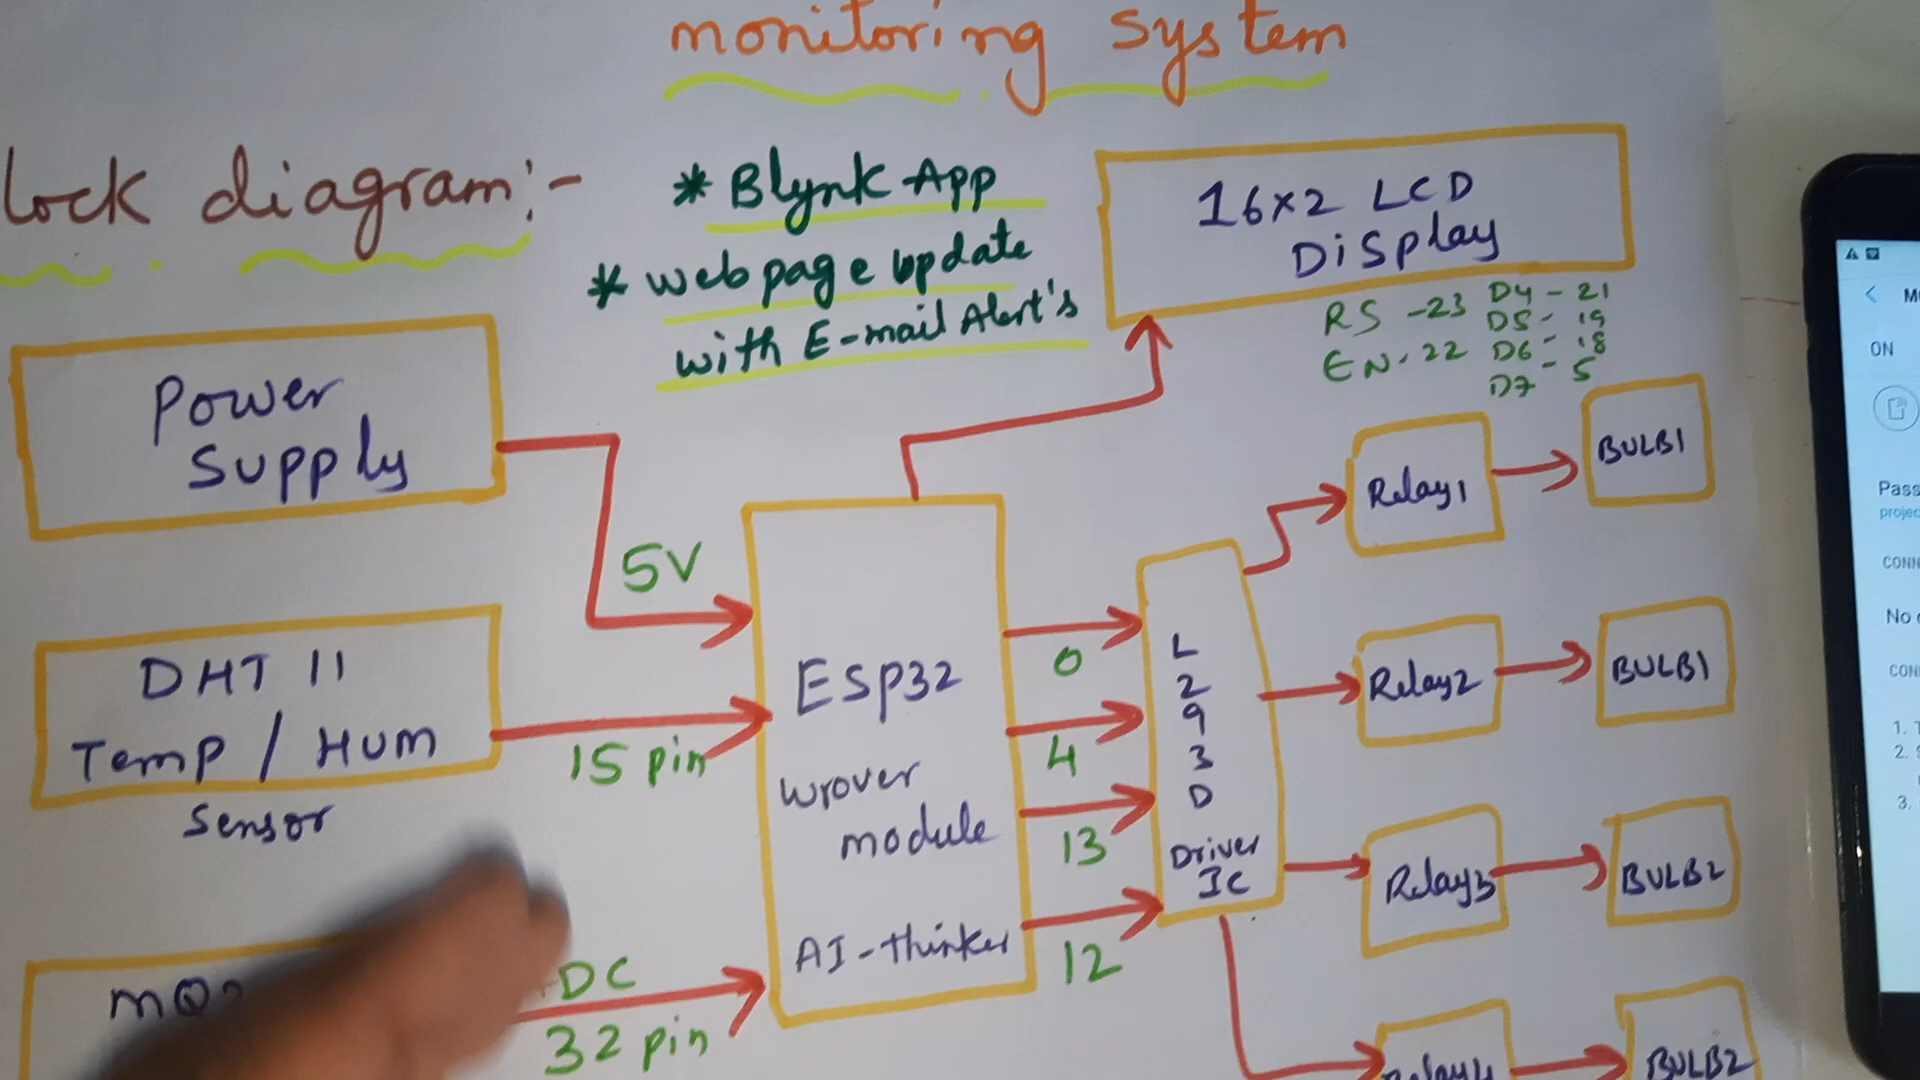 monitoring system
lock diagram:-
* Blynk App
* webpage update
with E-mail Alert's
16x2 LCD
Display
RS -23
EN-22
D4 - 21
D5- 19
D6- 18
D7 - 5
Power
Supply
5V
DHT 11
Temp / Hum
Sensor
15 pin
32 pin
ESP32
Wrover
module
AI-thinker
0
4
13
12
L
2
9
3
D
Driver
IC
Relay1
BULB1
Relay2
BULB1
Relay3
BULB2
Relay4
BULB2
ON